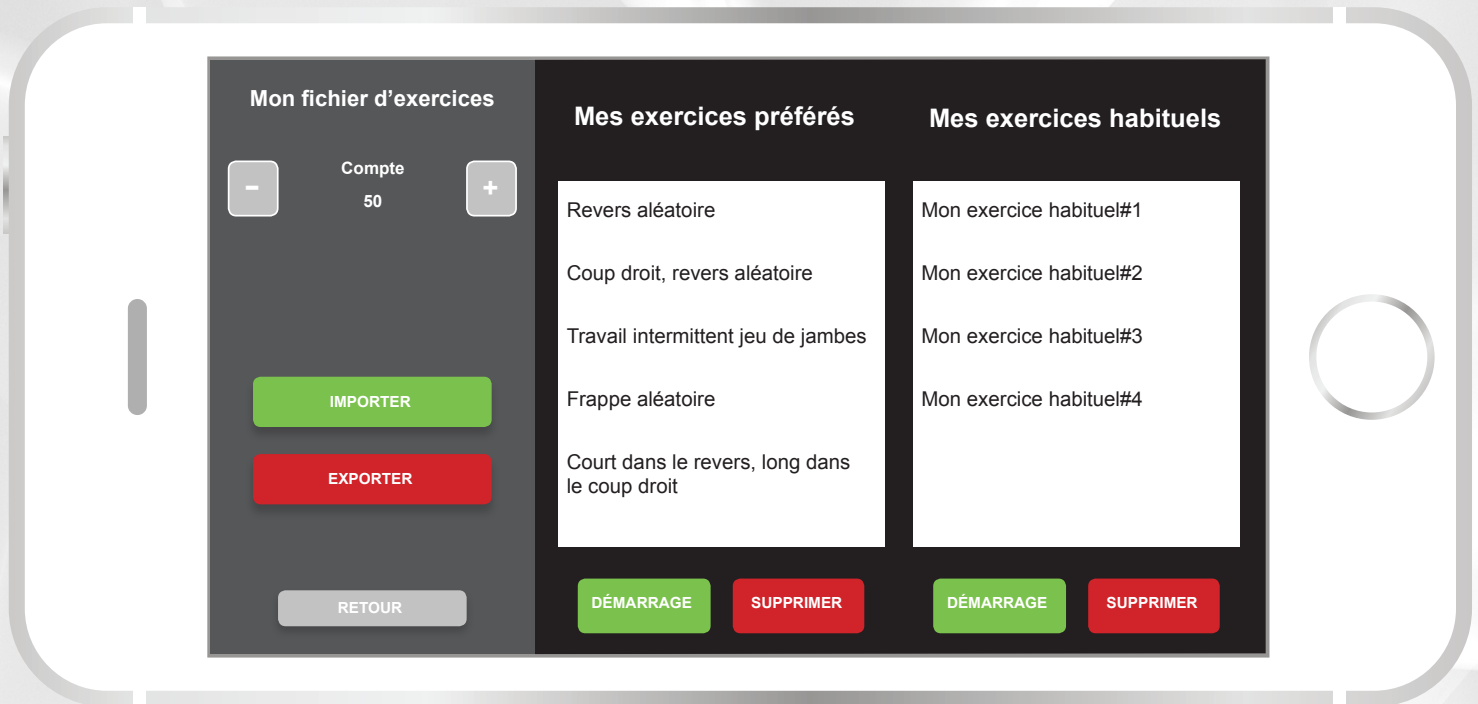 Mon fichier d’exercices
Compte
-
50
+
IMPORTER
EXPORTER
RETOUR
Mes exercices préférés
Revers aléatoire
Coup droit, revers aléatoire
Travail intermittent jeu de jambes
Frappe aléatoire
Court dans le revers, long dans
le coup droit
DÉMARRAGE
SUPPRIMER
Mes exercices habituels
Mon exercice habituel#1
Mon exercice habituel#2
Mon exercice habituel#3
Mon exercice habituel#4
DÉMARRAGE
SUPPRIMER